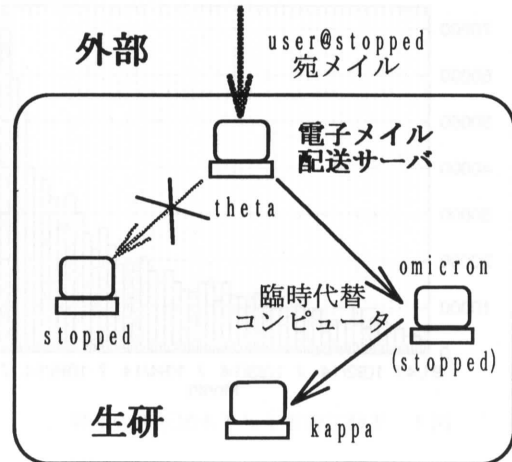 外部
user@stopped
宛メイル
電子メイル
配送サーバ
theta
omicron
臨時代替
コンピュータ
stopped
(stopped)
生研
kappa